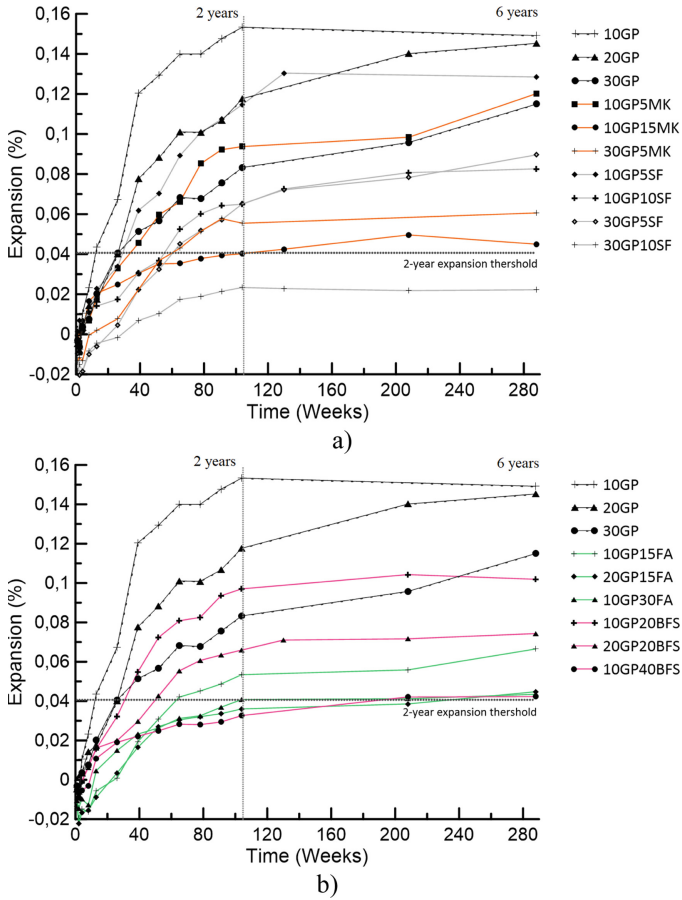 2 years
6 years
0,16
0,14
0,12
0,1
0,08
0,06
0,04
0,02
0
-0,02
Expansion (%)
2-year expansion thershold
0
40
80
120
160
200
240
280
Time (Weeks)
10GP
20GP
30GP
10GP5MK
10GP15MK
30GP5MK
10GP5SF
10GP10SF
30GP5SF
30GP10SF
a)
2 years
6 years
0,16
0,14
0,12
0,1
0,08
0,06
0,04
0,02
0
-0,02
Expansion (%)
2-year expansion thershold
0
40
80
120
160
200
240
280
Time (Weeks)
10GP
20GP
30GP
10GP15FA
20GP15FA
10GP30FA
10GP20BFS
20GP20BFS
10GP40BFS
b)